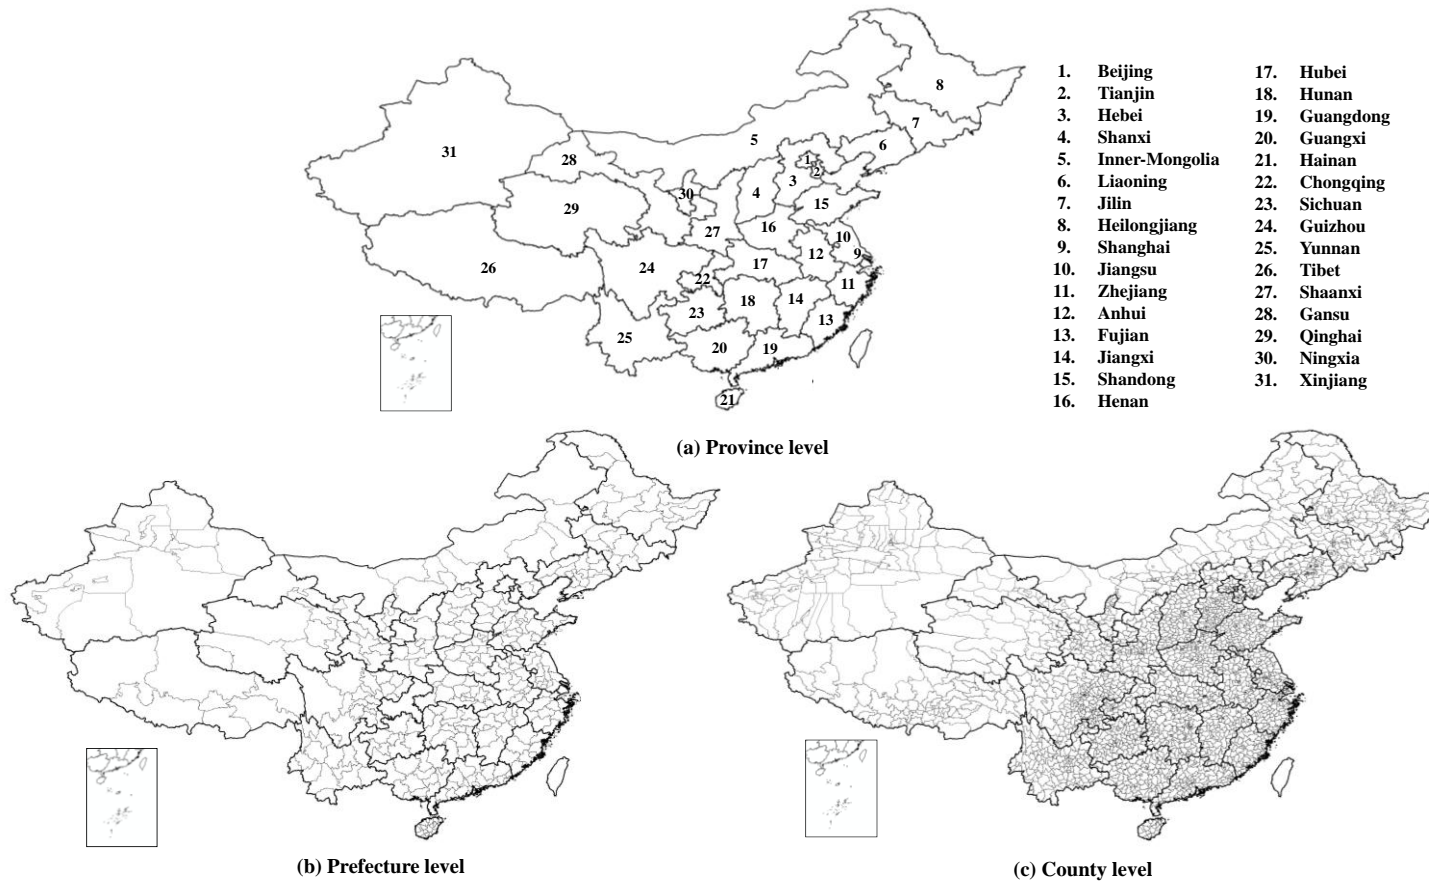 8
7
5
6
31
28
1
2
3
30
4
29
15
27
16
10
12
9
26
24
17
22
11
18
14
23
13
25
20
19
21
1. Beijing
2. Tianjin
3. Hebei
4. Shanxi
5. Inner-Mongolia
6. Liaoning
7. Jilin
8. Heilongjiang
9. Shanghai
10. Jiangsu
11. Zhejiang
12. Anhui
13. Fujian
14. Jiangxi
15. Shandong
16. Henan
17. Hubei
18. Hunan
19. Guangdong
20. Guangxi
21. Hainan
22. Chongqing
23. Sichuan
24. Guizhou
25. Yunnan
26. Tibet
27. Shaanxi
28. Gansu
29. Qinghai
30. Ningxia
31. Xinjiang
(a) Province level
(b) Prefecture level
(c) County level